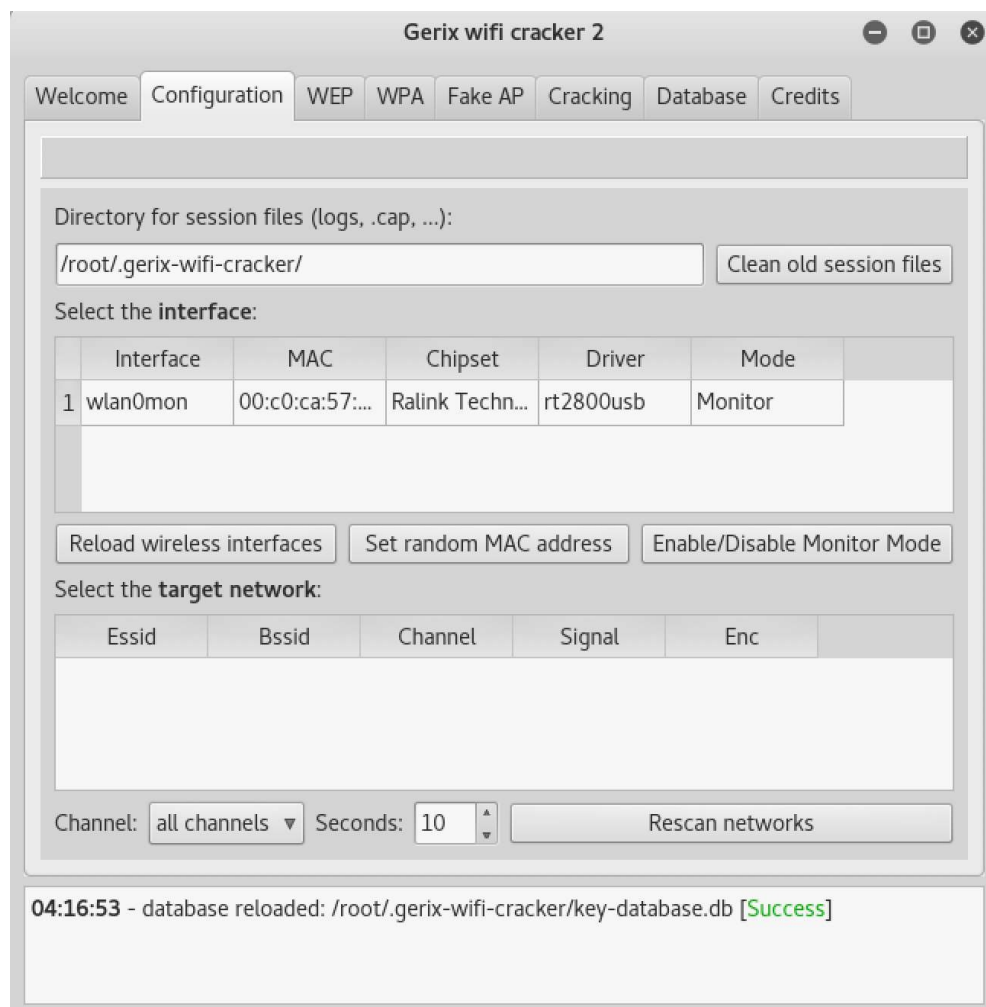 Gerix wifi cracker 2
Welcome Configuration WEP WPA Fake AP Cracking Database Credits
Directory for session files (logs, .cap, ...):
/root/.gerix-wifi-cracker/ Clean old session files
Select the interface:
Interface MAC Chipset Driver Mode
1 wlan0mon 00:c0:ca:57:... Ralink Techn... rt2800usb Monitor
Reload wireless interfaces Set random MAC address Enable/Disable Monitor Mode
Select the target network:
Essid Bssid Channel Signal Enc
Channel: all channels Seconds: 10 Rescan networks
04:16:53 - database reloaded: /root/.gerix-wifi-cracker/key-database.db [Success]